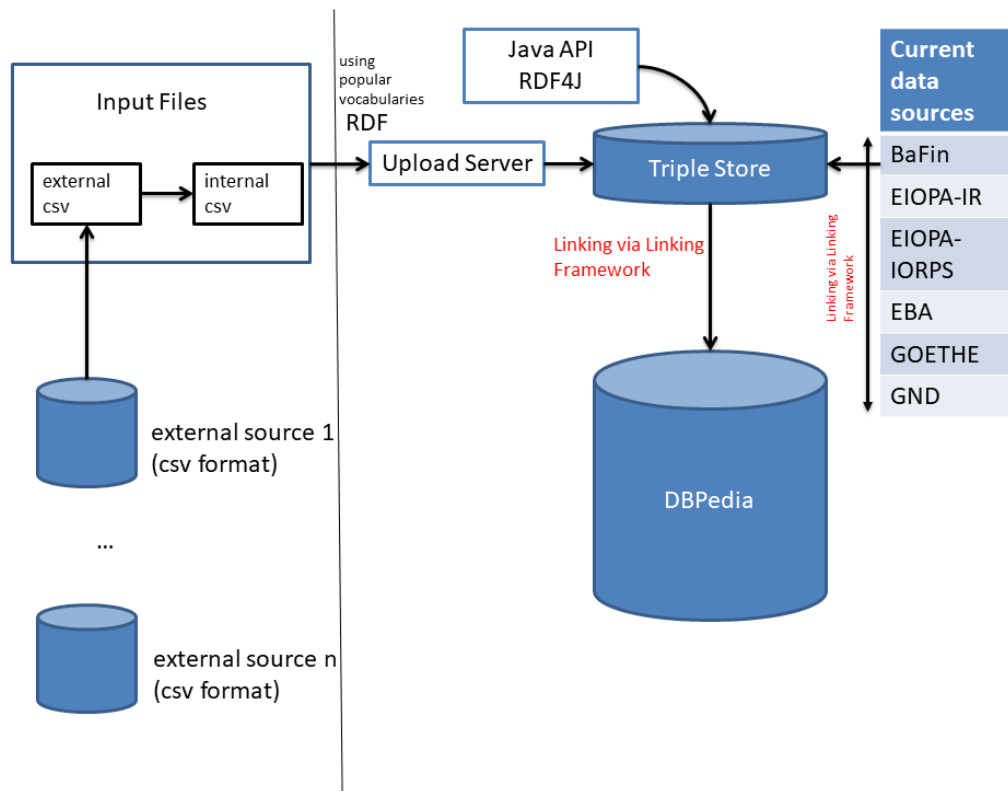 Input Files
external
csv
internal
csv
external source 1
(csv format)
...
external source n
(csv format)
using
popular
vocabularies
RDF
Upload Server
Java API
RDF4J
Triple Store
Linking via Linking
Framework
DBPedia
Linking via Linking
Framework
Current
data
sources
BaFin
EIOPA-IR
EIOPA-
IORPS
EBA
GOETHE
GND